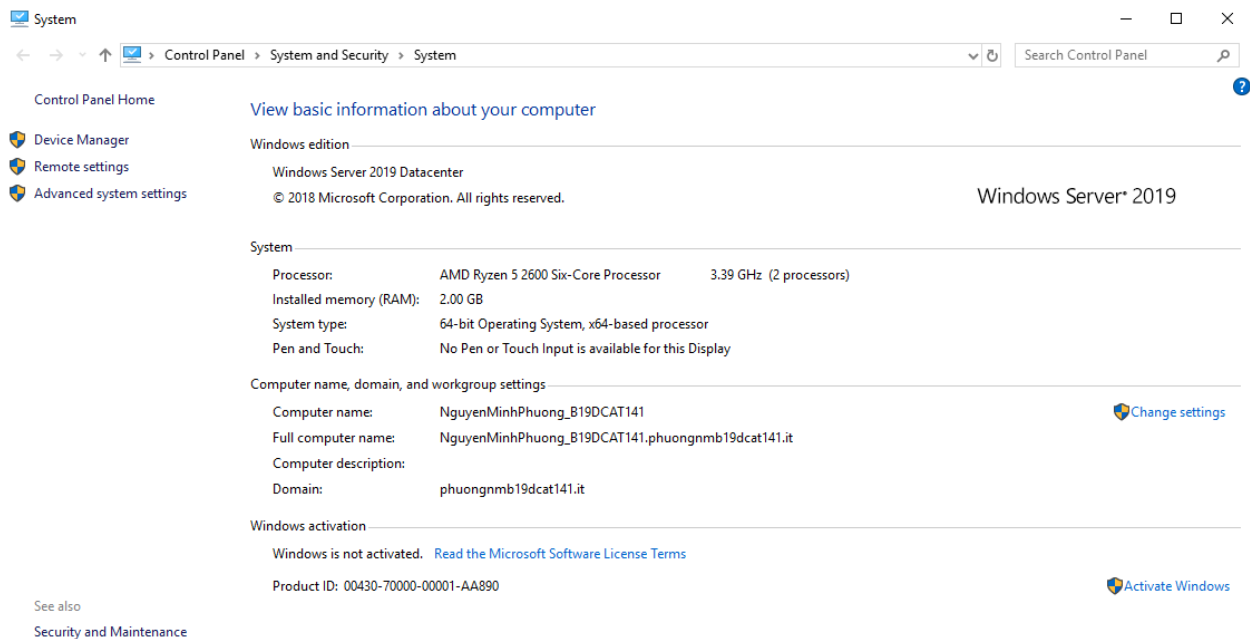 System
Control Panel > System and Security > System
Search Control Panel
Control Panel Home
Device Manager
Remote settings
Advanced system settings
View basic information about your computer
Windows edition
Windows Server 2019 Datacenter
© 2018 Microsoft Corporation. All rights reserved.
Windows Server® 2019
System
Processor: AMD Ryzen 5 2600 Six-Core Processor 3.39 GHz (2 processors)
Installed memory (RAM): 2.00 GB
System type: 64-bit Operating System, x64-based processor
Pen and Touch: No Pen or Touch Input is available for this Display
Computer name, domain, and workgroup settings
Computer name: NguyenMinhPhuong_B19DCAT141
Change settings
Full computer name: NguyenMinhPhuong_B19DCAT141.phuongnmb19dcat141.it
Computer description:
Domain: phuongnmb19dcat141.it
Windows activation
Windows is not activated. Read the Microsoft Software License Terms
Product ID: 00430-70000-00001-AA890
Activate Windows
See also
Security and Maintenance